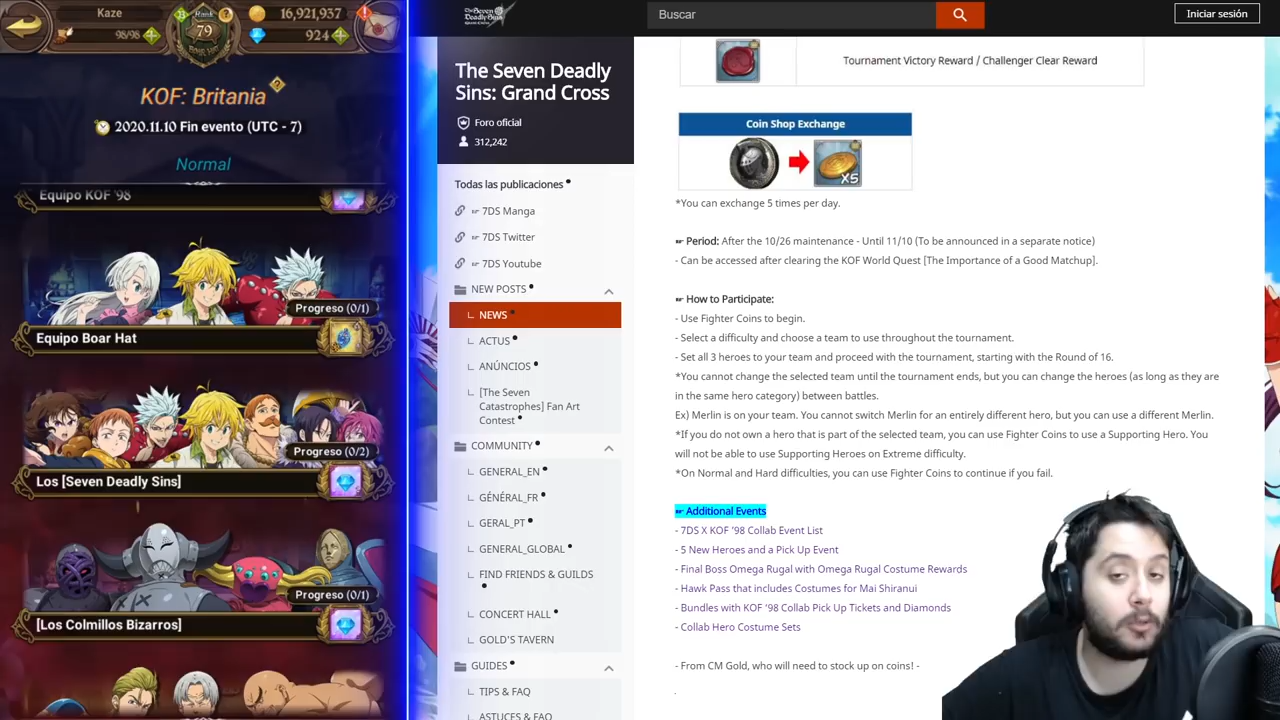 Kaze
98/98
Rank
79
BOAR HAT
16,921,937
924
KOF: Britania
2020.11.10 Fin evento (UTC - 7)
Normal
Equipo KOF '98
Progreso (0/1)
Equipo Boar Hat
Progreso (0/2)
Los [Seven Deadly Sins]
Progreso (0/1)
[Los Colmillos Bizarros]
The Seven
Deadly Sins
Buscar
Iniciar sesión
The Seven Deadly
Sins: Grand Cross
Foro oficial
312,242
Todas las publicaciones
☞ 7DS Manga
☞ 7DS Twitter
☞ 7DS Youtube
NEW POSTS
NEWS
ACTUS
ANÚNCIOS
[The Seven
Catastrophes] Fan Art
Contest
COMMUNITY
GENERAL_EN
GÉNÉRAL_FR
GERAL_PT
GENERAL_GLOBAL
FIND FRIENDS & GUILDS
CONCERT HALL
GOLD'S TAVERN
GUIDES
TIPS & FAQ
ASTUCES & FAQ
Tournament Victory Reward / Challenger Clear Reward
Coin Shop Exchange
X5
*You can exchange 5 times per day.
☞ Period: After the 10/26 maintenance - Until 11/10 (To be announced in a separate notice)
- Can be accessed after clearing the KOF World Quest [The Importance of a Good Matchup].
☞ How to Participate:
- Use Fighter Coins to begin.
- Select a difficulty and choose a team to use throughout the tournament.
- Set all 3 heroes to your team and proceed with the tournament, starting with the Round of 16.
*You cannot change the selected team until the tournament ends, but you can change the heroes (as long as they are
in the same hero category) between battles.
Ex) Merlin is on your team. You cannot switch Merlin for an entirely different hero, but you can use a different Merlin.
*If you do not own a hero that is part of the selected team, you can use Fighter Coins to use a Supporting Hero. You
will not be able to use Supporting Heroes on Extreme difficulty.
*On Normal and Hard difficulties, you can use Fighter Coins to continue if you fail.
☞ Additional Events
- 7DS X KOF '98 Collab Event List
- 5 New Heroes and a Pick Up Event
- Final Boss Omega Rugal with Omega Rugal Costume Rewards
- Hawk Pass that includes Costumes for Mai Shiranui
- Bundles with KOF '98 Collab Pick Up Tickets and Diamonds
- Collab Hero Costume Sets
- From CM Gold, who will need to stock up on coins! -
.